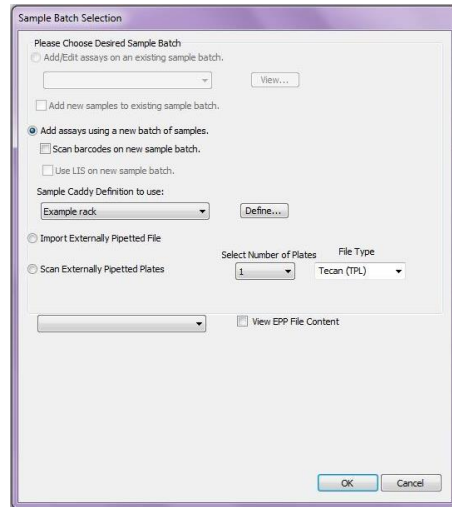 Sample Batch Selection
Please Choose Desired Sample Batch
Add/Edit assays on an existing sample batch.
View...
Add new samples to existing sample batch.
Add assays using a new batch of samples.
Scan barcodes on new sample batch.
Use LIS on new sample batch.
Sample Caddy Definition to use:
Example rack
Define...
Import Externally Pipetted File
Select Number of Plates
File Type
Scan Externally Pipetted Plates
1
Tecan (TPL)
View EPP File Content
OK
Cancel